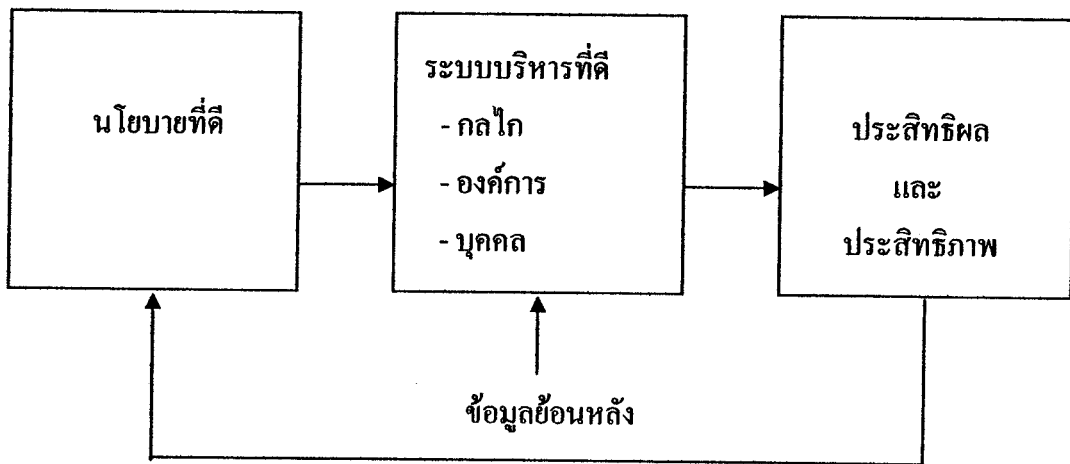 นโยบายที่ดี
ระบบบริหารที่ดี
- กลไก
- องค์การ
- บุคคล
ประสิทธิผล
และ
ประสิทธิภาพ
ข้อมูลย้อนหลัง